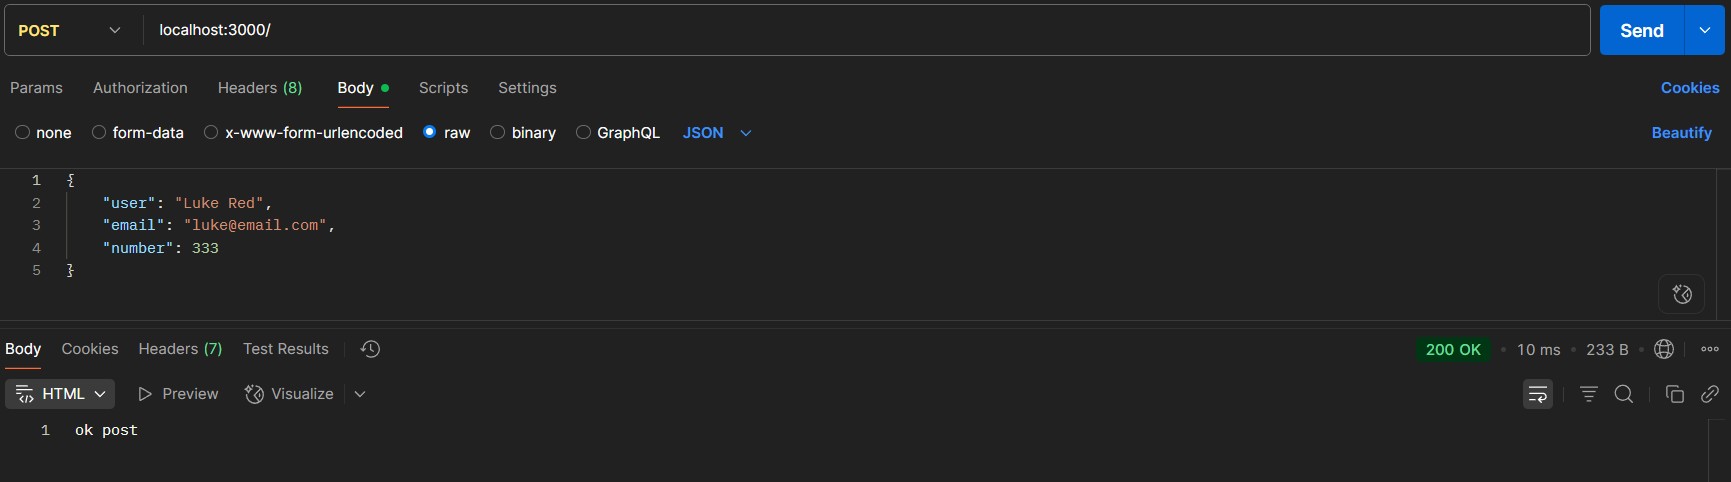 POST localhost:3000/ Send
Params Authorization Headers (8) Body Scripts Settings Cookies
none form-data x-www-form-urlencoded raw binary GraphQL JSON Beautify
1 {
2 "user": "Luke Red",
3 "email": "luke@email.com",
4 "number": 333
5 }
Body Cookies Headers (7) Test Results 200 OK • 10 ms • 233 B •
HTML Preview Visualize
1 ok post